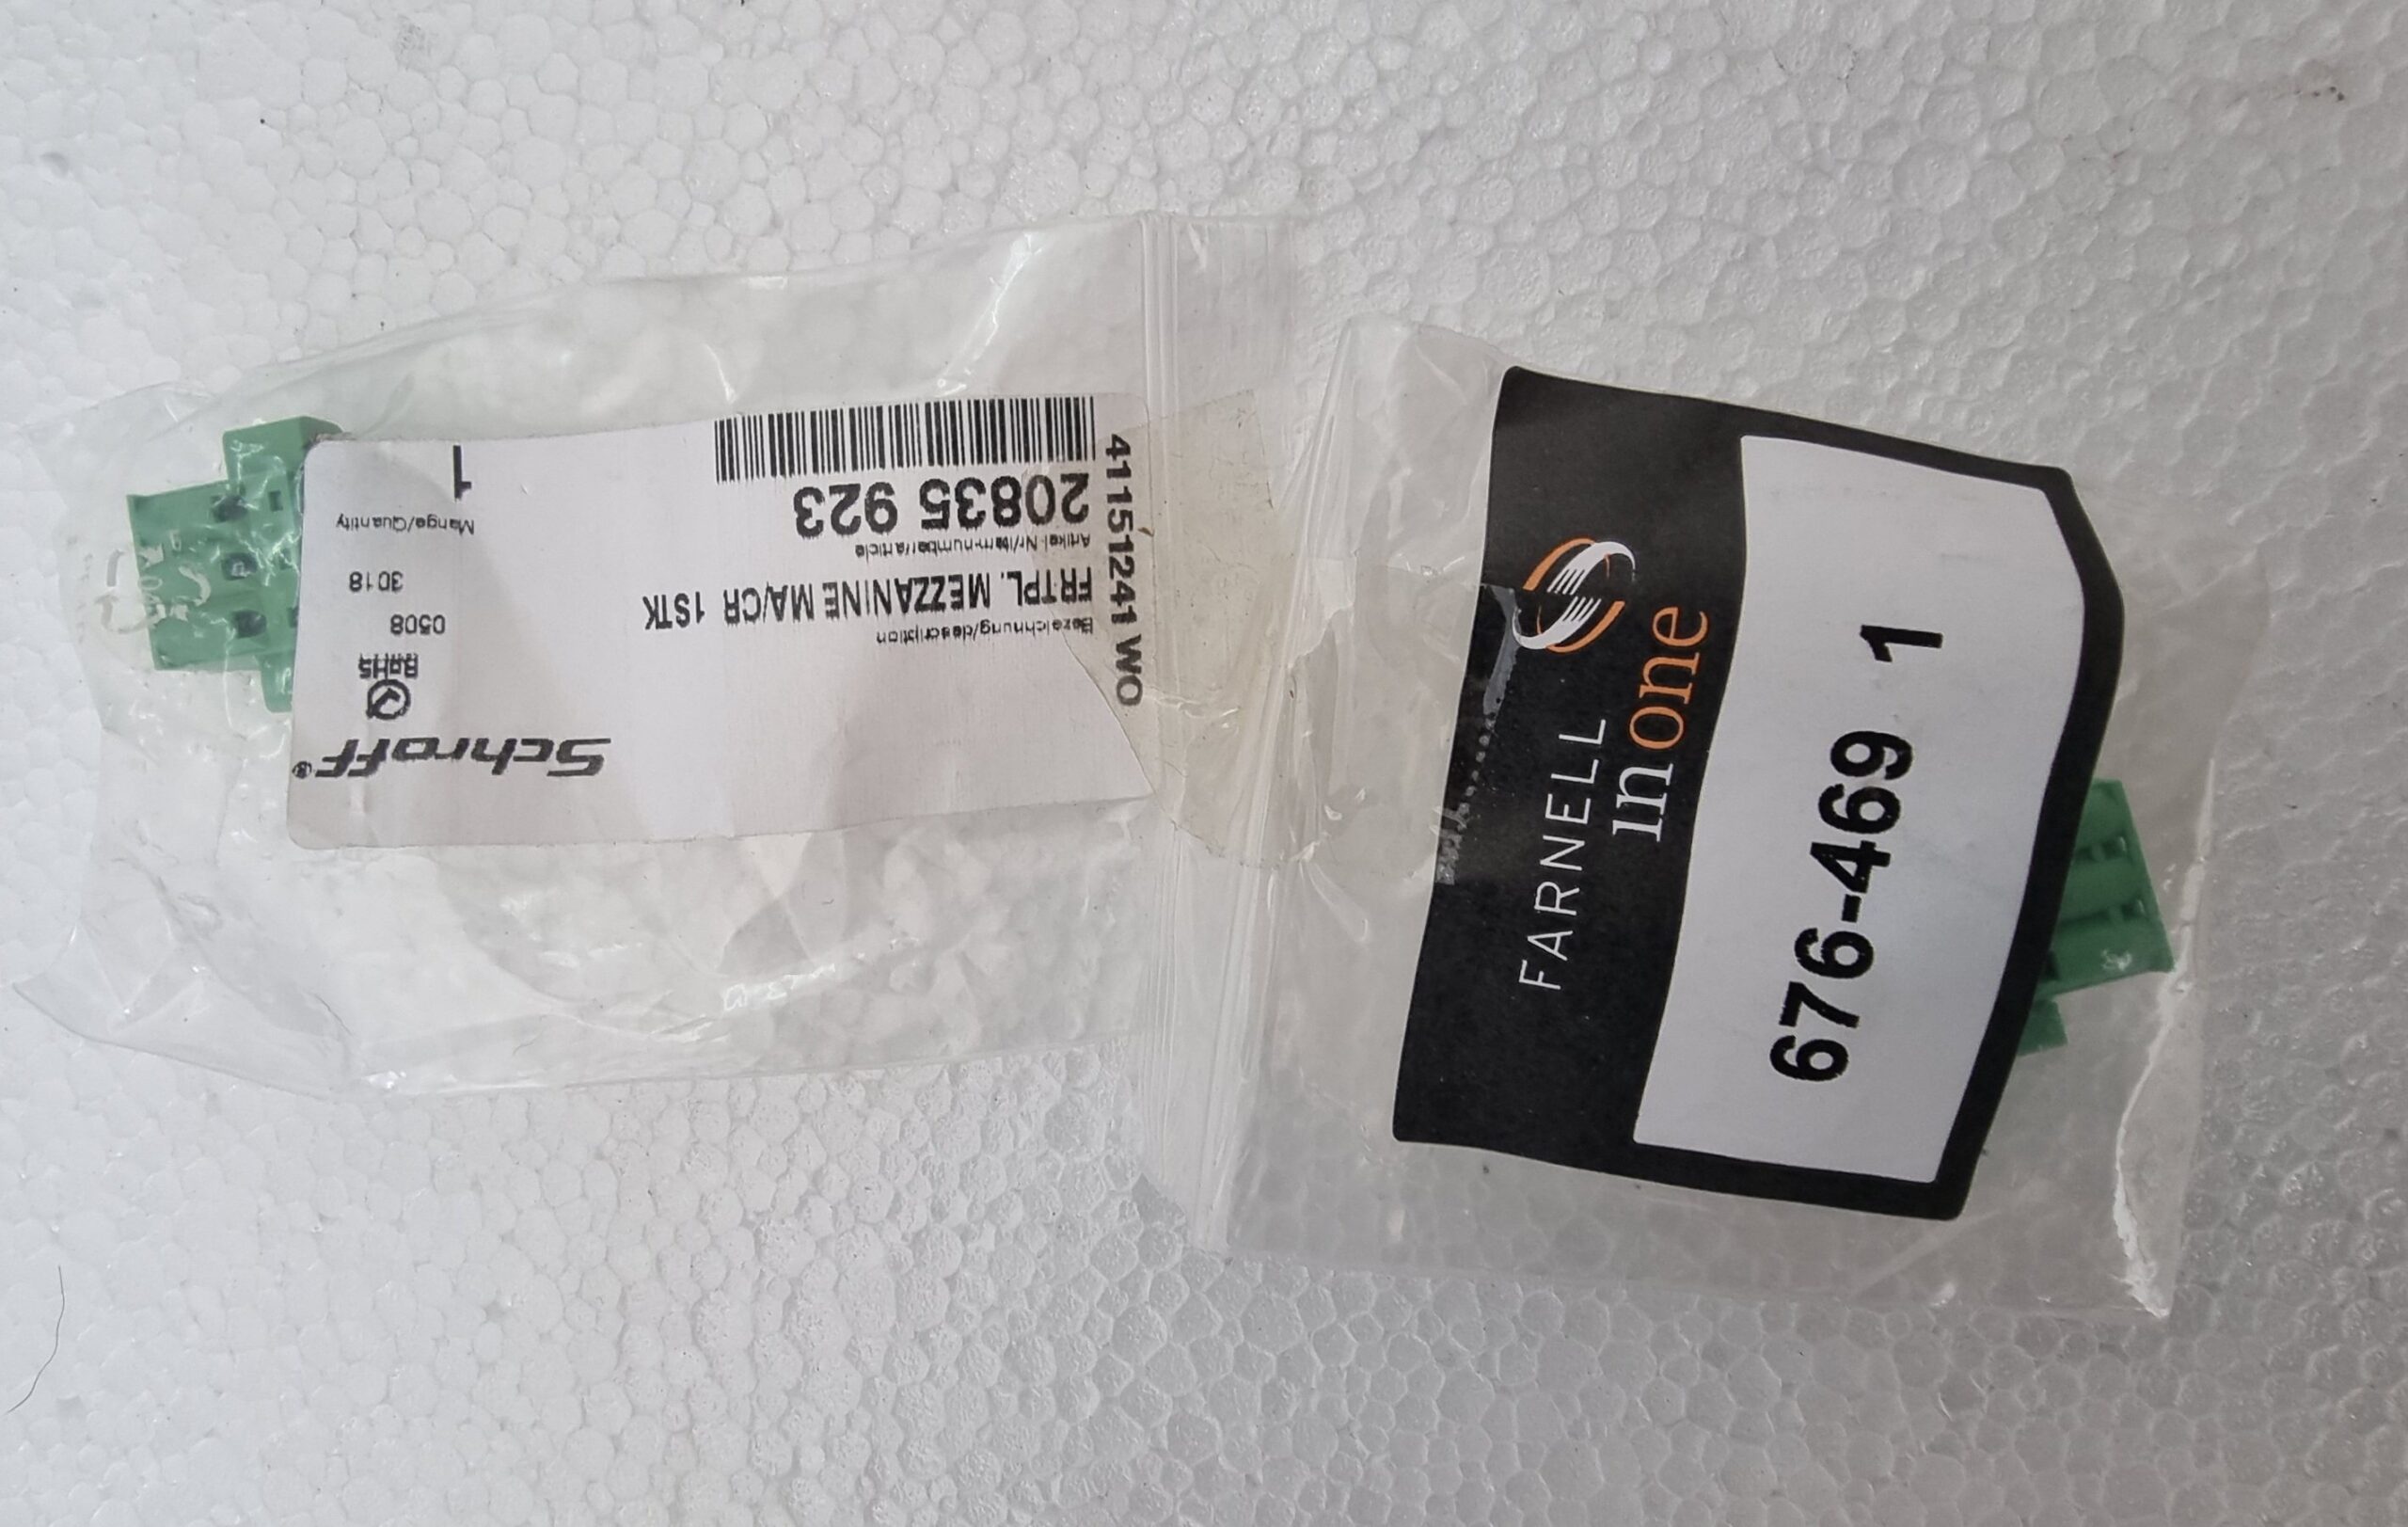 Schroff®
RoHS
0508
3018
Bezeichnung/description
FRTPL. MEZZANINE MA/CR 1STK
Artikel-Nr/item-number/article
20835 923
Menge/Quantity
1
41151241 WO
FARNELL
inone
676-469 1